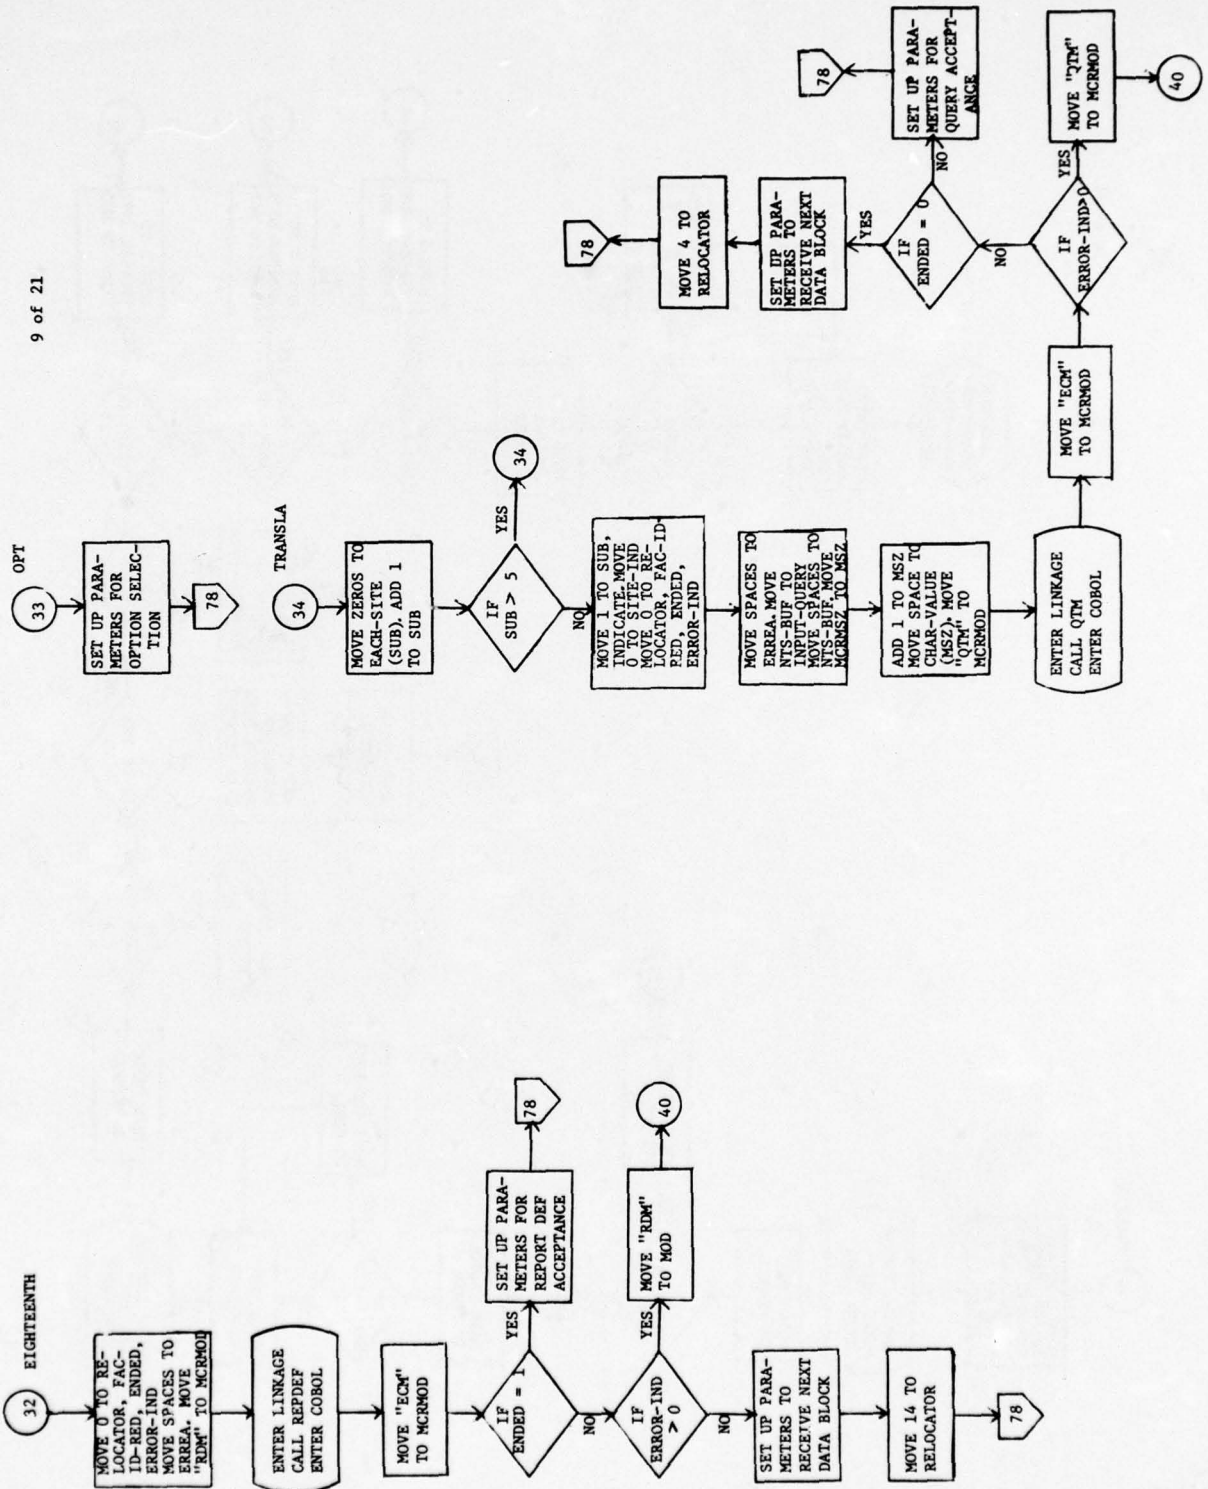 9 of 21
32
EIGHTEENTH
MOVE 0 TO RE-
LOCATOR, FAC-
ID-RED, ENDED,
ERROR-IND
MOVE SPACES TO
ERREA. MOVE
"RDM" TO MCRMOD
ENTER LINKAGE
CALL REPDEF
ENTER COBOL
MOVE "ECM"
TO MCRMOD
IF
ENDED = 1
YES
SET UP PARA-
METERS FOR
REPORT DEF
ACCEPTANCE
78
NO
IF
ERROR-IND
> 0
YES
MOVE "RDM"
TO MOD
40
NO
SET UP PARA-
METERS TO
RECEIVE NEXT
DATA BLOCK
MOVE 14 TO
RELOCATOR
78
33
OPT
SET UP PARA-
METERS FOR
OPTION SELEC-
TION
78
34
TRANSLA
MOVE ZEROS TO
EACH-SITE
(SUB). ADD 1
TO SUB
IF
SUB > 5
YES
34
NO
MOVE 1 TO SUB,
INDICATE. MOVE
0 TO SITE-IND
MOVE 0 TO RE-
LOCATOR, FAC-ID-
RED, ENDED,
ERROR-IND
MOVE SPACES TO
ERREA. MOVE
NTS-BUF TO
INPUT-QUERY
MOVE SPACES TO
NTS-BUF. MOVE
MCRMSZ TO MSZ
ADD 1 TO MSZ
MOVE SPACE TO
CHAR-VALUE
(MSZ). MOVE
"QTM" TO
MCRMOD
ENTER LINKAGE
CALL QTM
ENTER COBOL
MOVE "ECM"
TO MCRMOD
IF
ERROR-IND>0
YES
MOVE "QTM"
TO MCRMOD
40
NO
IF
ENDED = 0
NO
SET UP PARA-
METERS FOR
QUERY ACCEPT-
ANCE
78
YES
SET UP PARA-
METERS TO
RECEIVE NEXT
DATA BLOCK
MOVE 4 TO
RELOCATOR
78